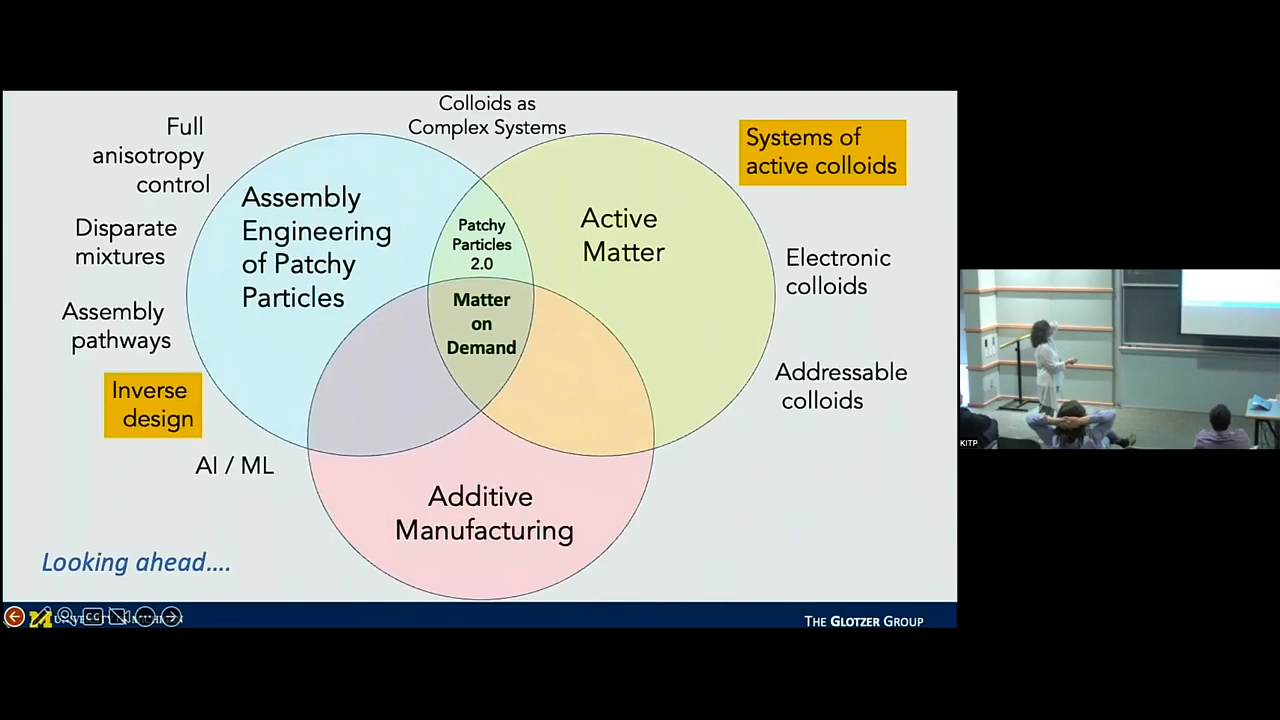 Colloids as
Complex Systems
Full
anisotropy
control
Disparate
mixtures
Assembly
pathways
Inverse
design
AI / ML
Assembly
Engineering
of Patchy
Particles
Patchy
Particles
2.0
Matter
on
Demand
Active
Matter
Systems of
active colloids
Electronic
colloids
Addressable
colloids
Additive
Manufacturing
Looking ahead....
CC
THE GLOTZER GROUP
KITP